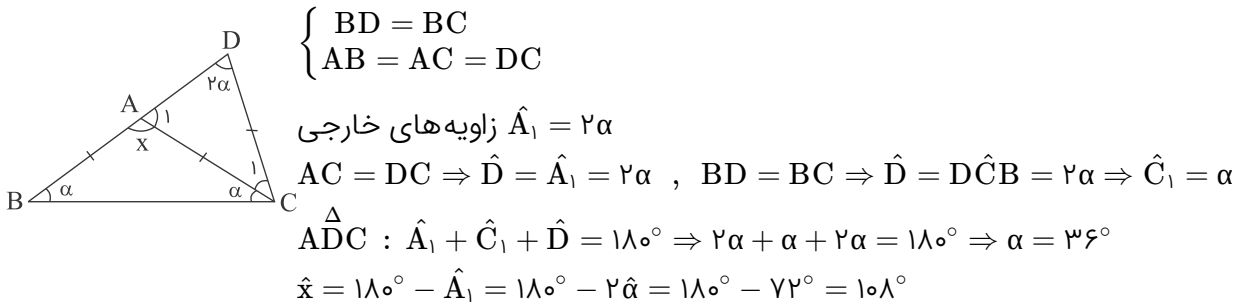 D
۲α
A
۱
x
۱
B
α
α
C
{ BD = BC
AB = AC = DC
زاویه‌های خارجی Â₁ = ۲α
AC = DC ⇒ D̂ = Â₁ = ۲α , BD = BC ⇒ D̂ = DĈB = ۲α ⇒ Ĉ₁ = α
Δ
ADC : Â₁ + Ĉ₁ + D̂ = ۱۸۰° ⇒ ۲α + α + ۲α = ۱۸۰° ⇒ α = ۳۶°
x̂ = ۱۸۰° − Â₁ = ۱۸۰° − ۲α̂ = ۱۸۰° − ۷۲° = ۱۰۸°